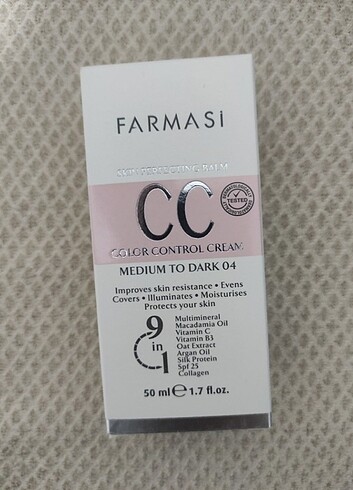 FARMASi
SKIN PERFECTING BALM
CC
TESTED
COLOR CONTROL CREAM
MEDIUM TO DARK 04
Improves skin resistance • Evens
Covers • Illuminates • Moisturises
Protects your skin
9 in 1
Multimineral
Macadamia Oil
Vitamin C
Vitamin B3
Oat Extract
Argan Oil
Silk Protein
Spf 25
Collagen
50 ml ℮ 1.7 fl.oz.